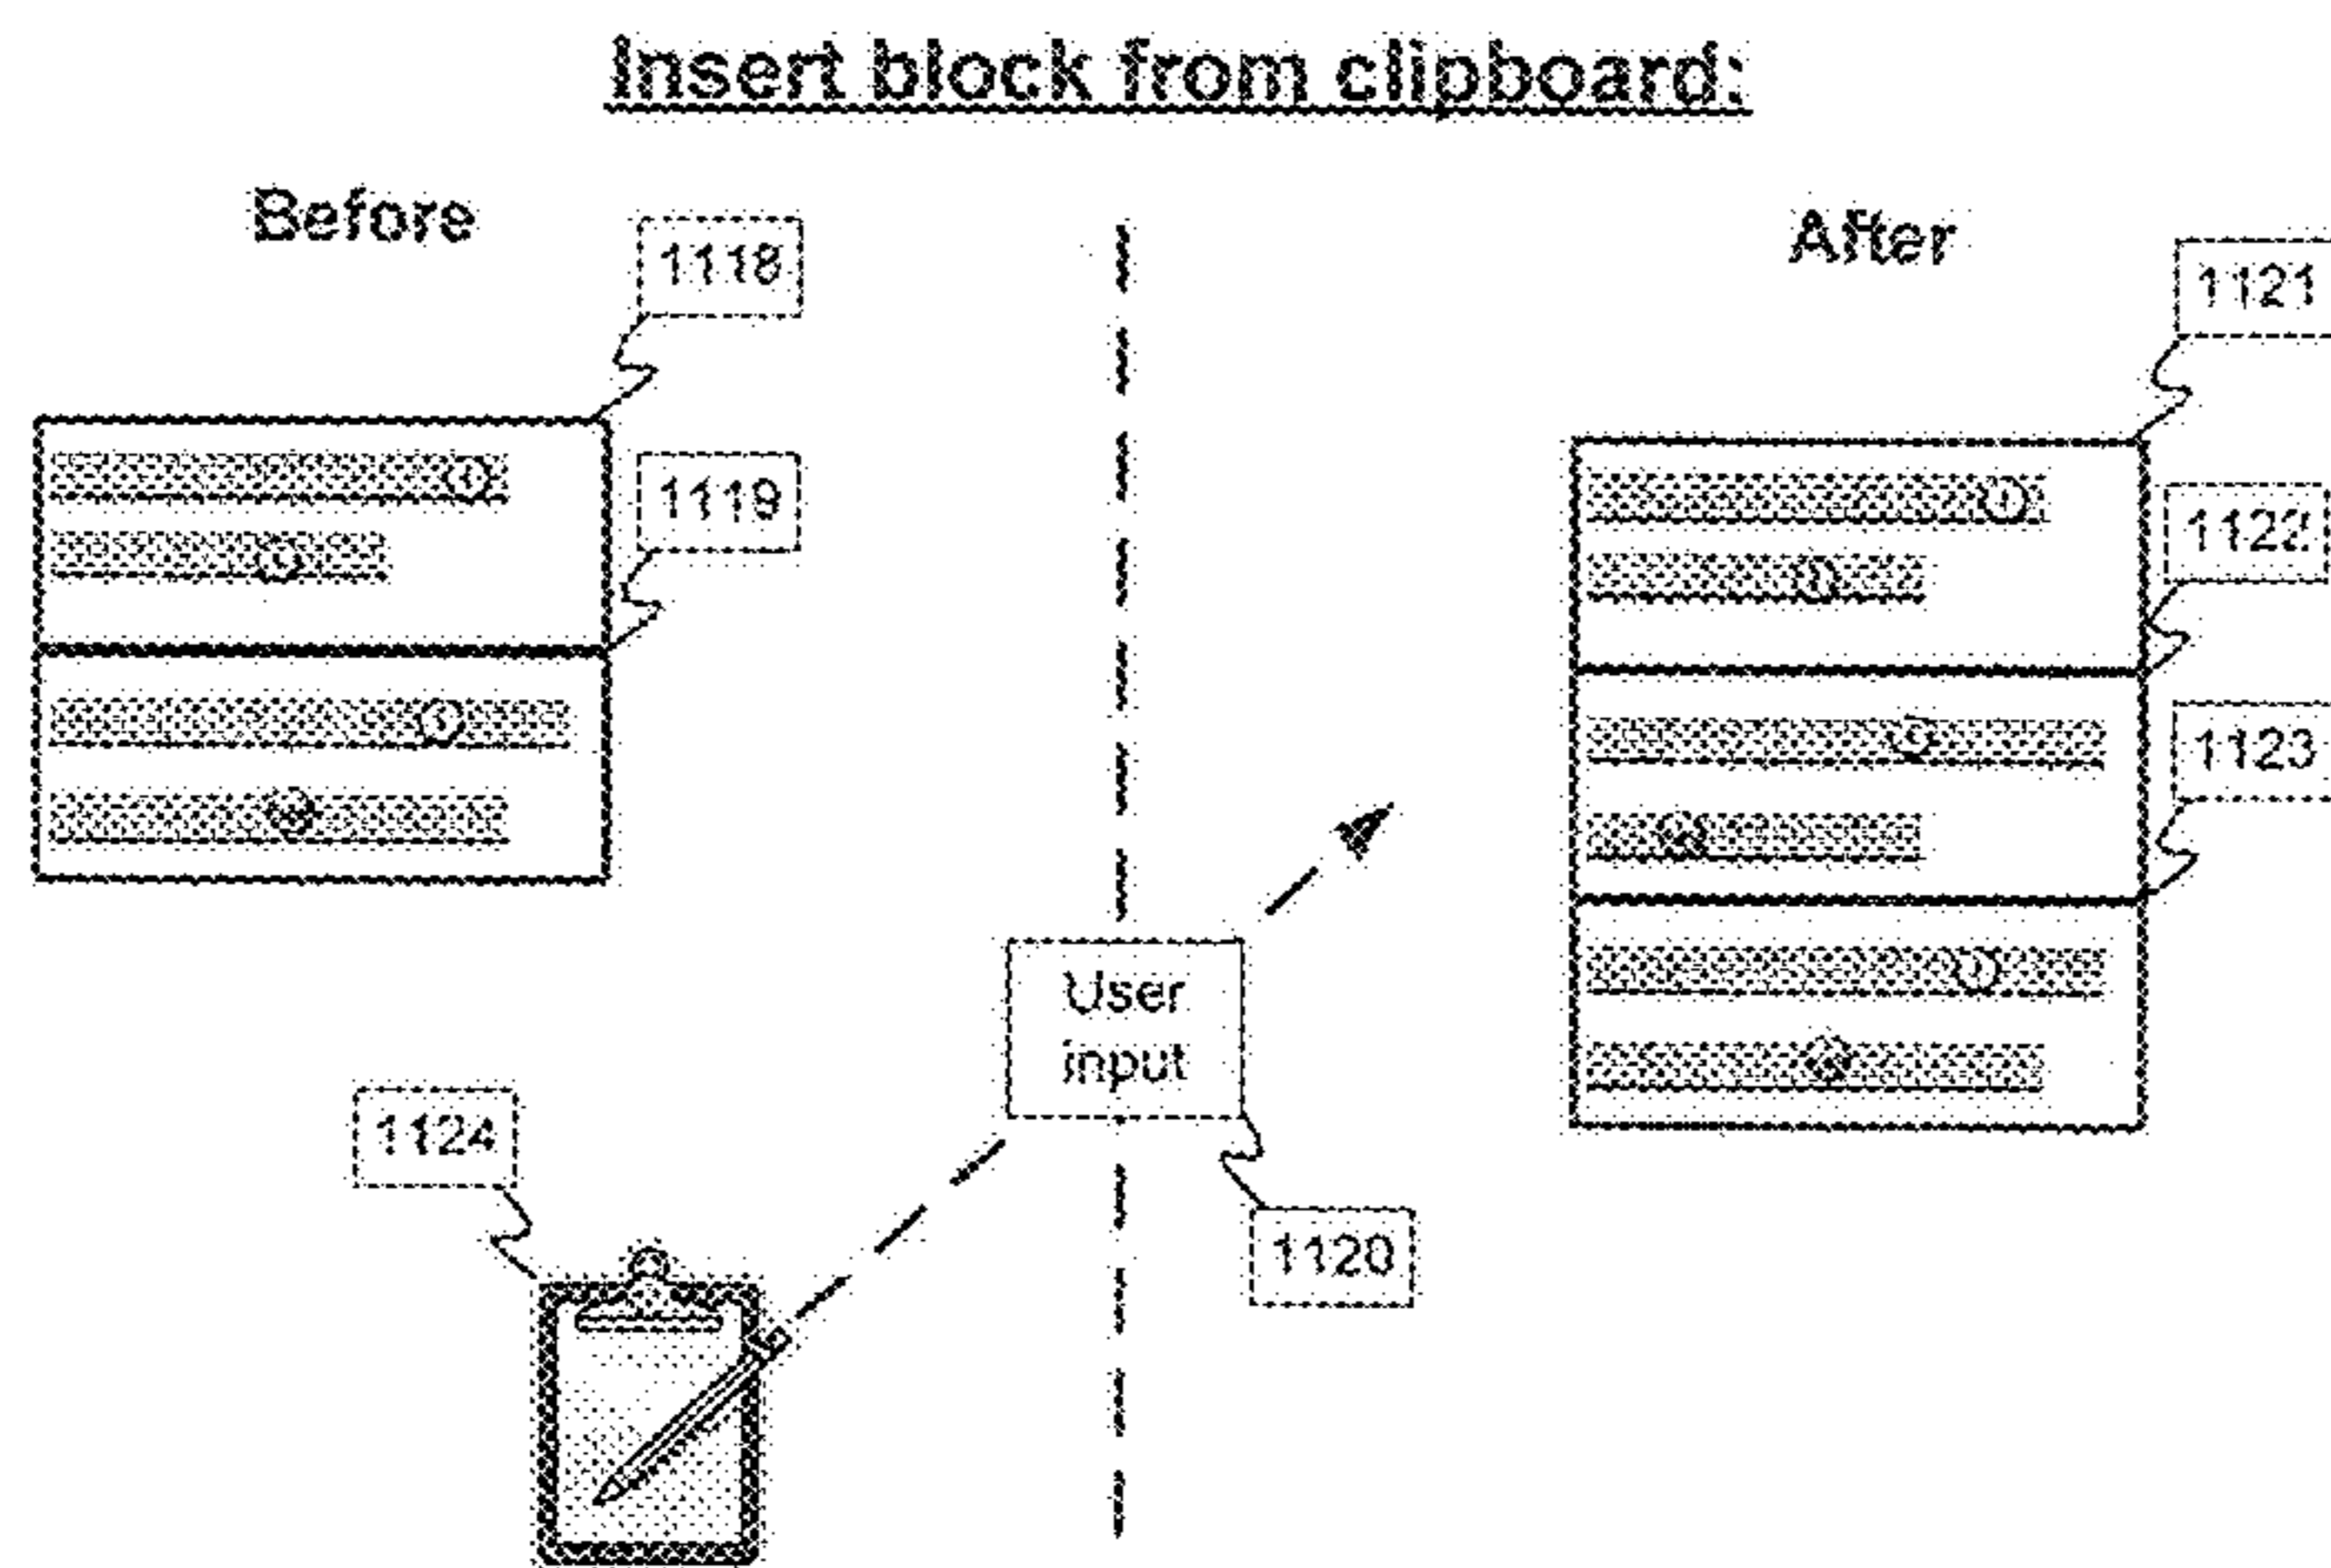 Insert block from clipboard:
Before
After
1118
1121
1119
1122
1123
User
input
1124
1120